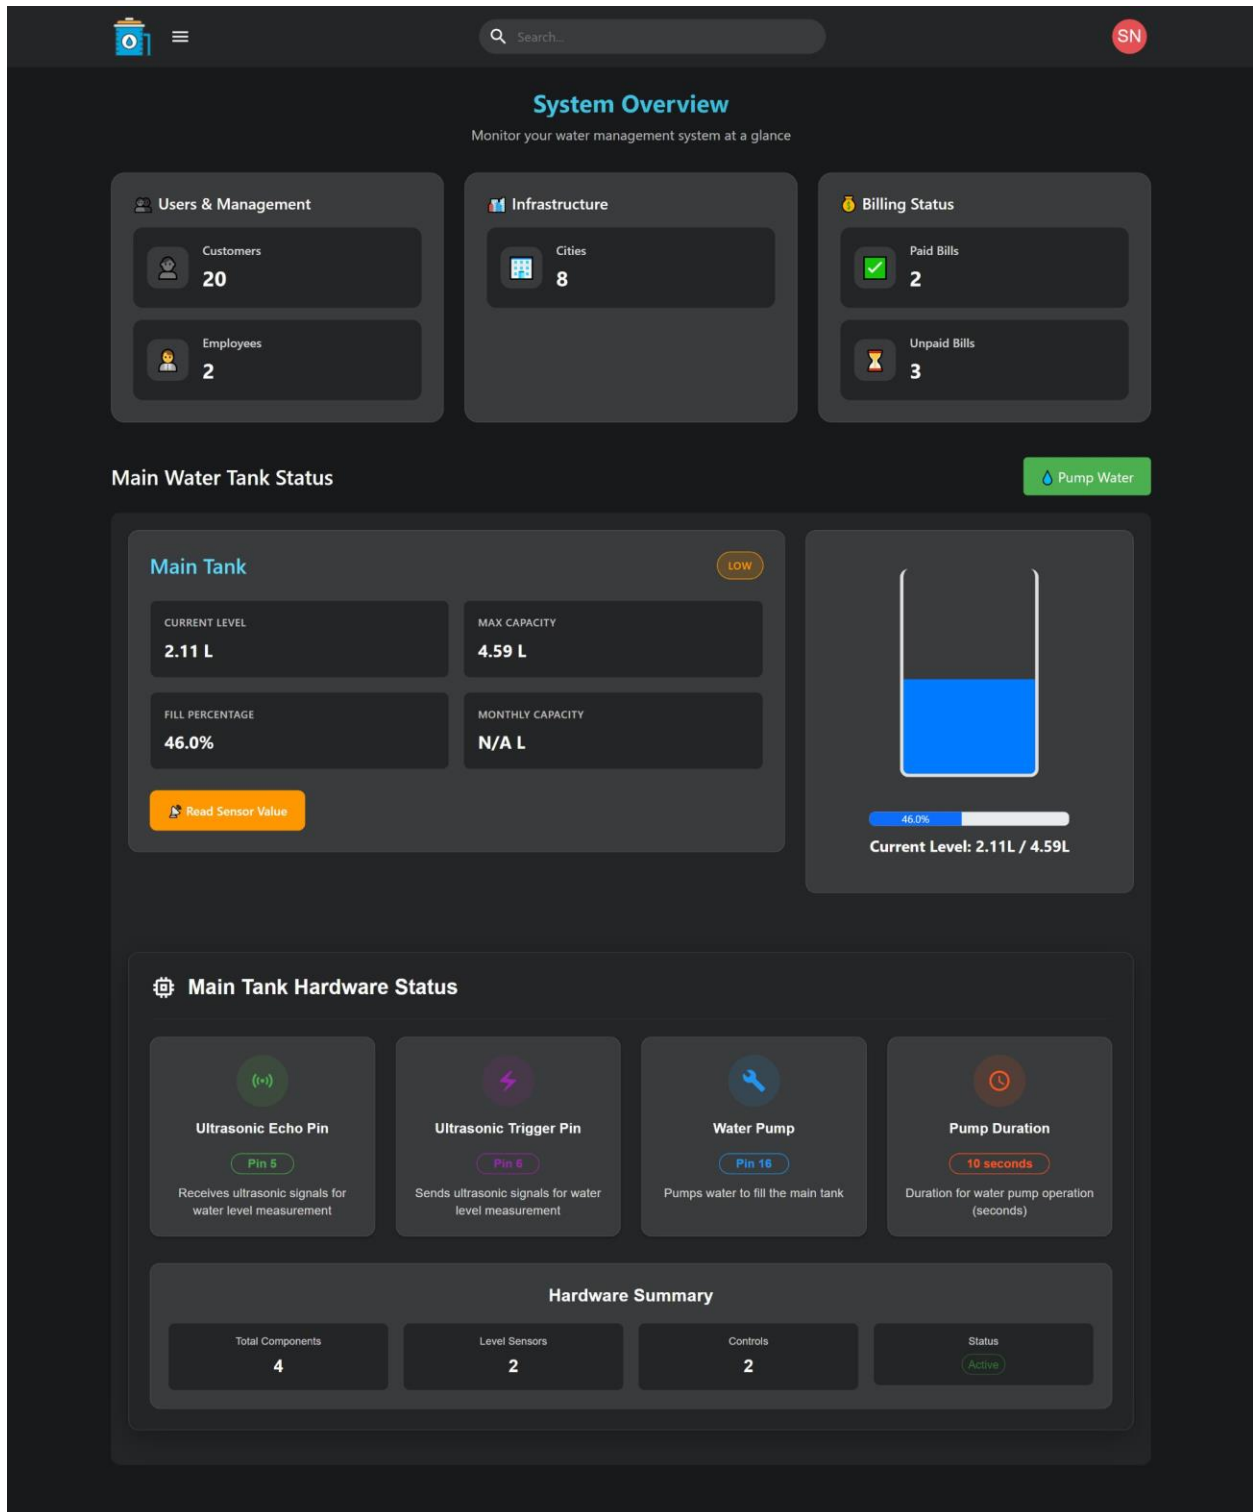 Search...
SN
System Overview
Monitor your water management system at a glance
Users & Management
Customers
20
Employees
2
Infrastructure
Cities
8
Billing Status
Paid Bills
2
Unpaid Bills
3
Main Water Tank Status
Pump Water
Main Tank
LOW
CURRENT LEVEL
2.11 L
MAX CAPACITY
4.59 L
FILL PERCENTAGE
46.0%
MONTHLY CAPACITY
N/A L
Read Sensor Value
46.0%
Current Level: 2.11L / 4.59L
Main Tank Hardware Status
Ultrasonic Echo Pin
Pin 5
Receives ultrasonic signals for
water level measurement
Ultrasonic Trigger Pin
Pin 6
Sends ultrasonic signals for water
level measurement
Water Pump
Pin 16
Pumps water to fill the main tank
Pump Duration
10 seconds
Duration for water pump operation
(seconds)
Hardware Summary
Total Components
4
Level Sensors
2
Controls
2
Status
Active